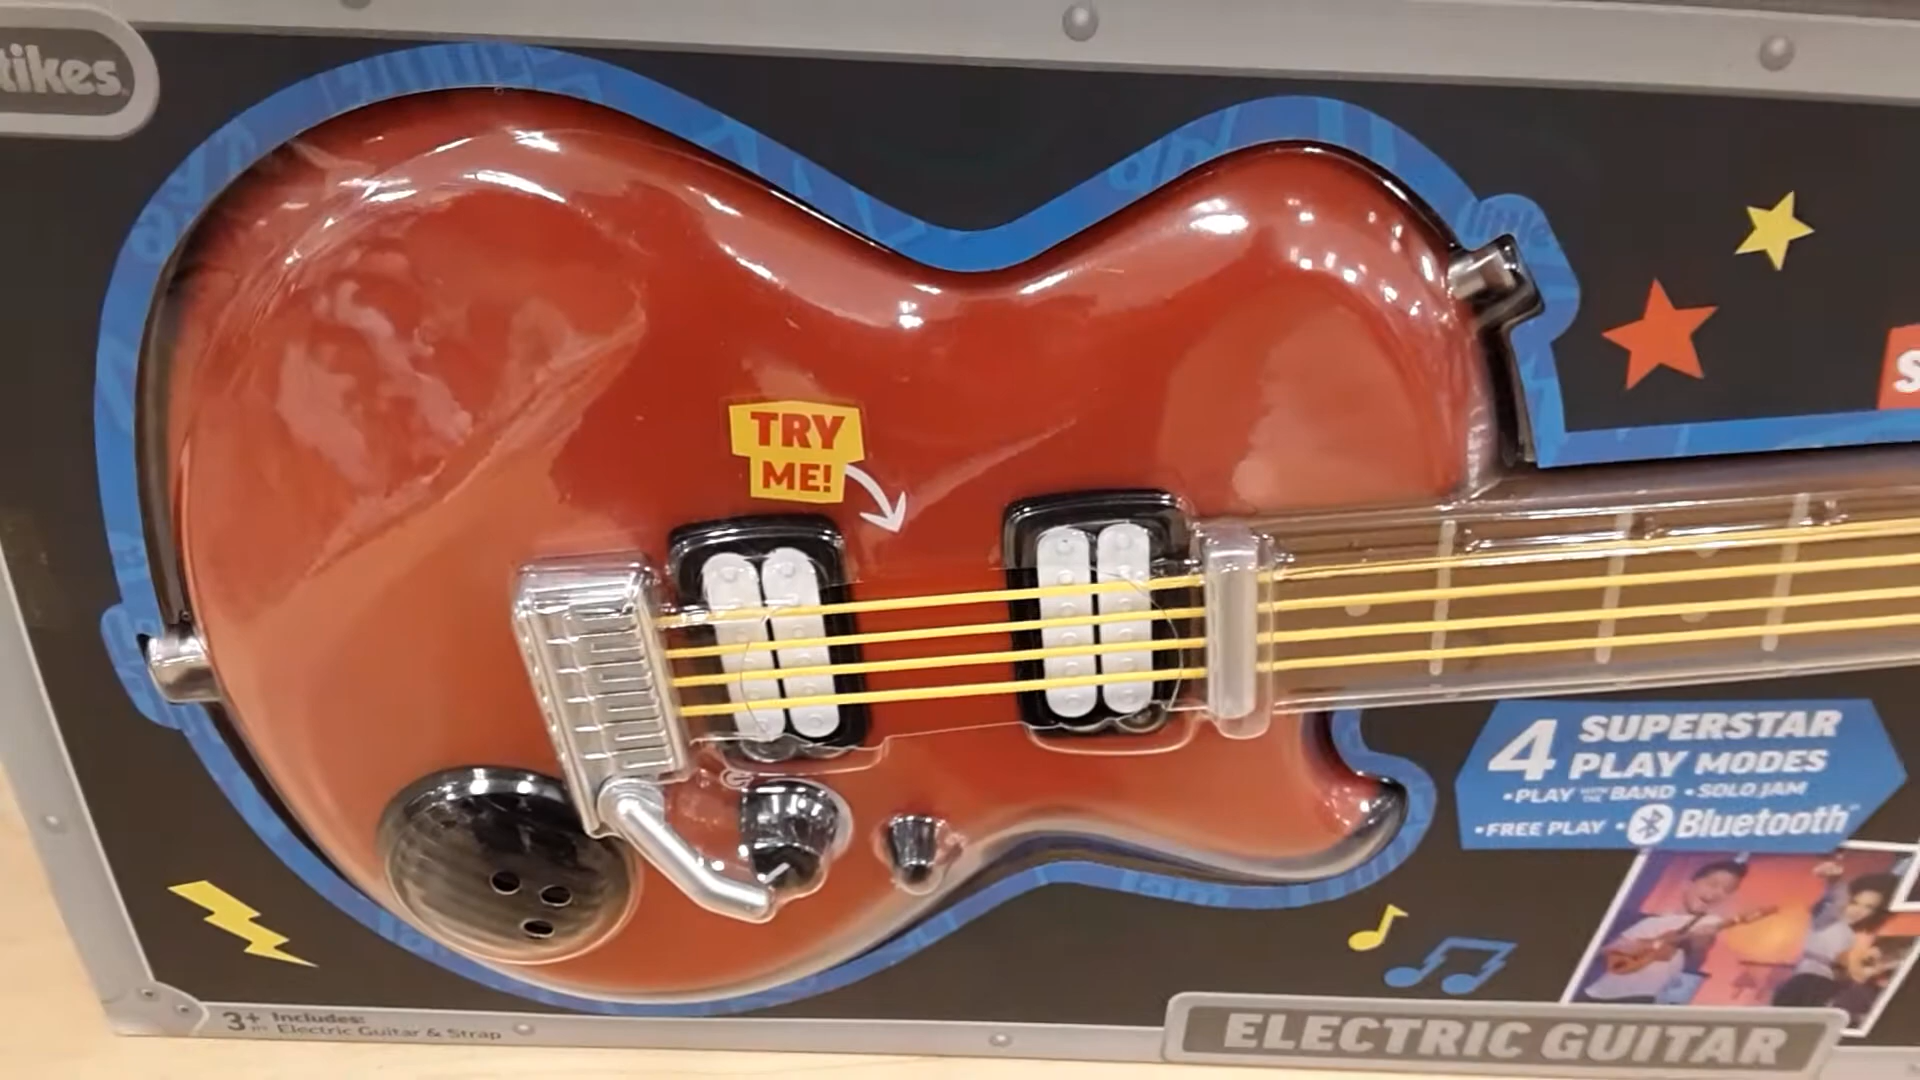 tikes
little
TRY
ME!
S
4 SUPERSTAR
PLAY MODES
•PLAY WITH THE BAND •SOLO JAM
•FREE PLAY • Bluetooth
3+ Includes:
Electric Guitar & Strap
ELECTRIC GUITAR